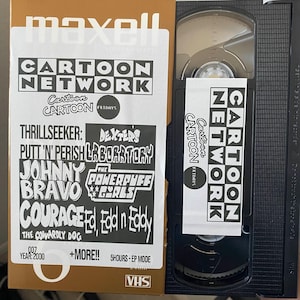 maxell
CARTOON
NETWORK
Cartoon
CARTOON
FRIDAYS
THRILLSEEKER:
PUTT'N'PERISH
DEXTER'S
LABORATORY
JOHNNY
BRAVO
THE
POWERPUFF
GIRLS
COURAGE
THE COWARDLY DOG
Ed, Edd n Eddy
007
YEAR 2000
+MORE!!
5HOURS - EP MODE
VHS
CARTOON
NETWORK
Cartoon
CARTOON
FRIDAYS